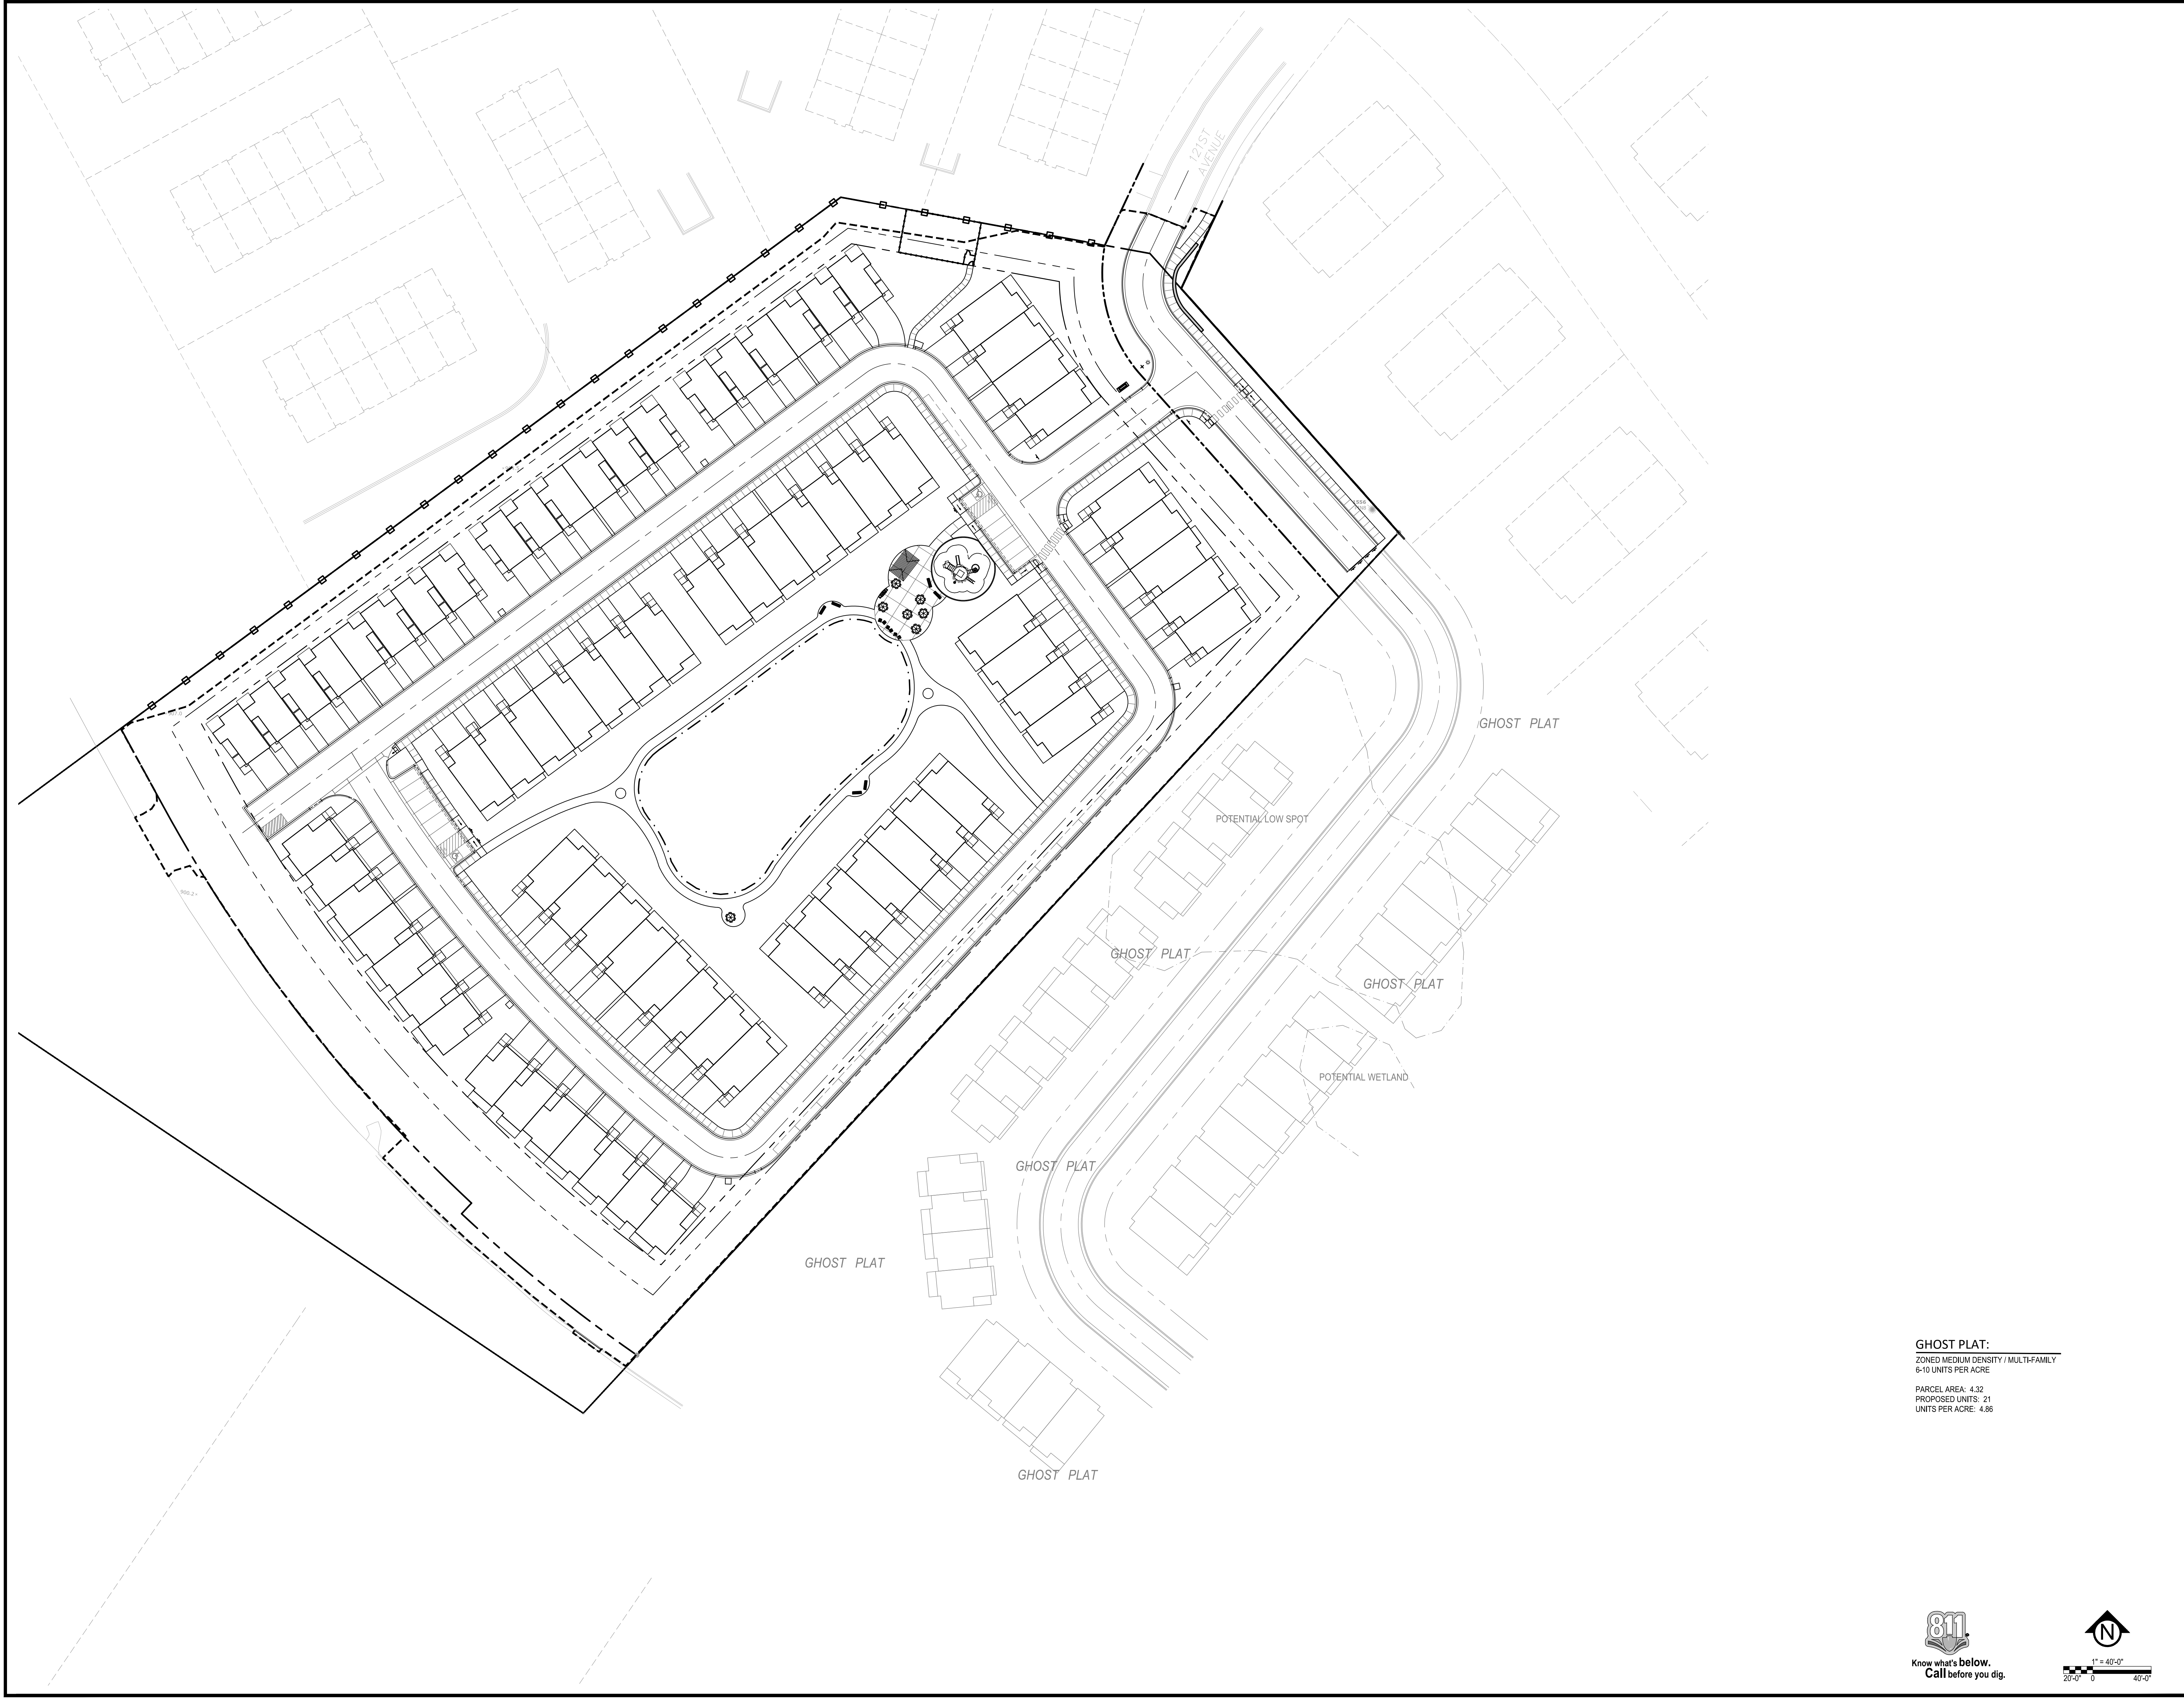 121ST
AVENUE
GHOST PLAT
POTENTIAL LOW SPOT
GHOST PLAT
GHOST PLAT
POTENTIAL WETLAND
GHOST PLAT
GHOST PLAT
GHOST PLAT
GHOST PLAT:
ZONED MEDIUM DENSITY / MULTI-FAMILY
6-10 UNITS PER ACRE
PARCEL AREA: 4.32
PROPOSED UNITS: 21
UNITS PER ACRE: 4.86
811
Know what's below.
Call before you dig.
N
1" = 40'-0"
20'-0" 0 40'-0"